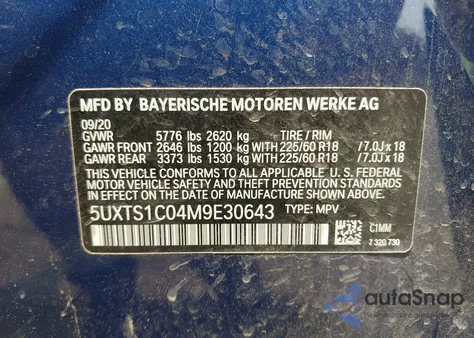 MFD BY BAYERISCHE MOTOREN WERKE AG
09/20
GVWR 5776 lbs 2620 kg TIRE / RIM
GAWR FRONT 2646 lbs 1200 kg WITH 225/60 R18 /7.0J x 18
GAWR REAR 3373 lbs 1530 kg WITH 225/60 R18 /7.0J x 18
THIS VEHICLE CONFORMS TO ALL APPLICABLE U. S. FEDERAL
MOTOR VEHICLE SAFETY, BUMPER, AND THEFT PREVENTION
STANDARDS IN EFFECT ON THE DATE OF MANUFACTURE SHOWN ABOVE.
5UXTS1C04M9E30643 TYPE: MPV
C1MM
7 320 730
autoSnap
Powered by